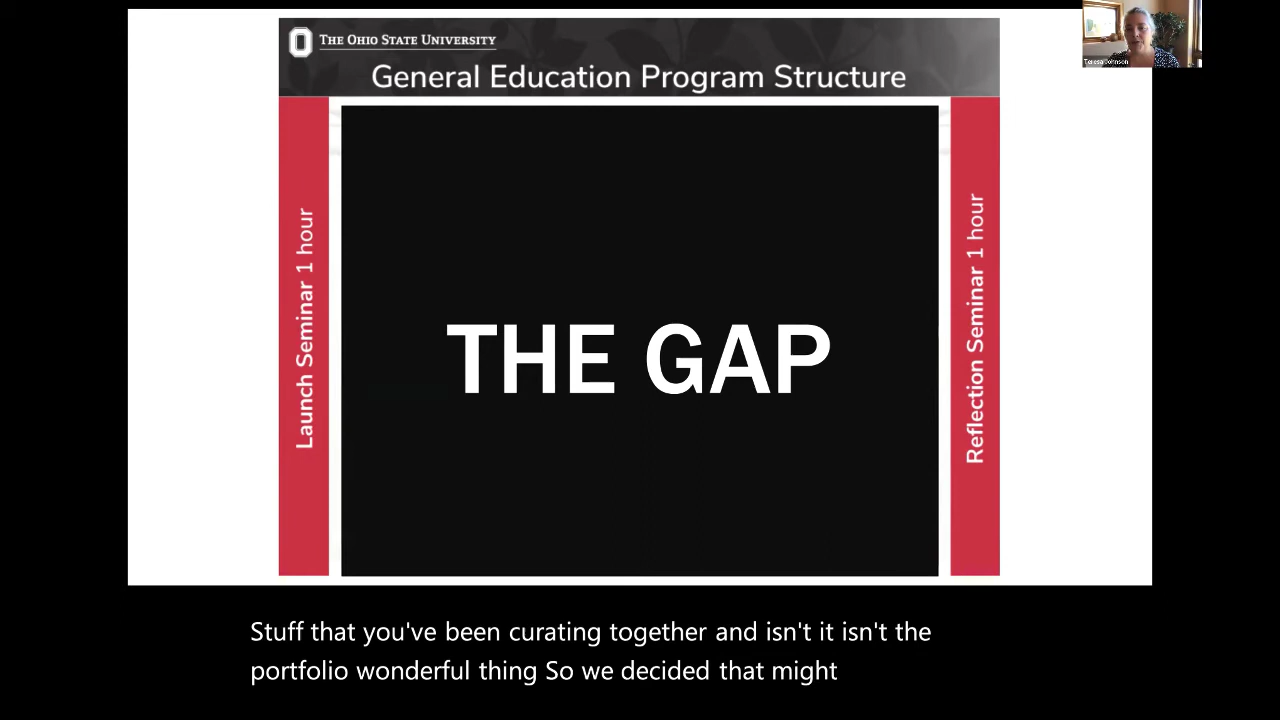 THE OHIO STATE UNIVERSITY
General Education Program Structure
Teresa Johnson
Launch Seminar 1 hour
THE GAP
Reflection Seminar 1 hour
Stuff that you've been curating together and isn't it isn't the
portfolio wonderful thing So we decided that might